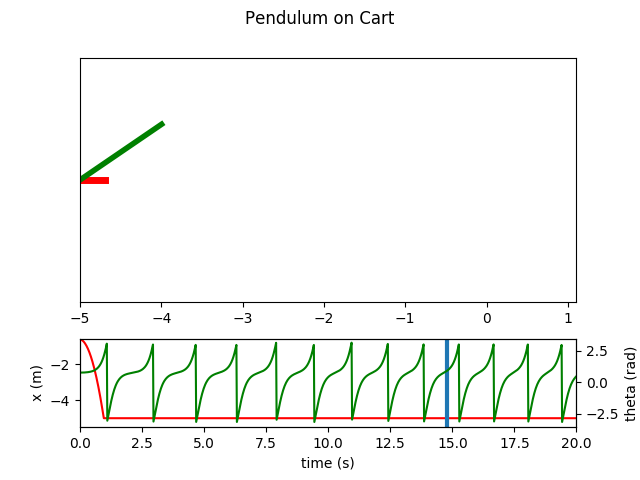 Pendulum on Cart
−5 −4 −3 −2 −1 0 1
−2
−4
x (m)
2.5
0.0
−2.5
theta (rad)
0.0 2.5 5.0 7.5 10.0 12.5 15.0 17.5 20.0
time (s)